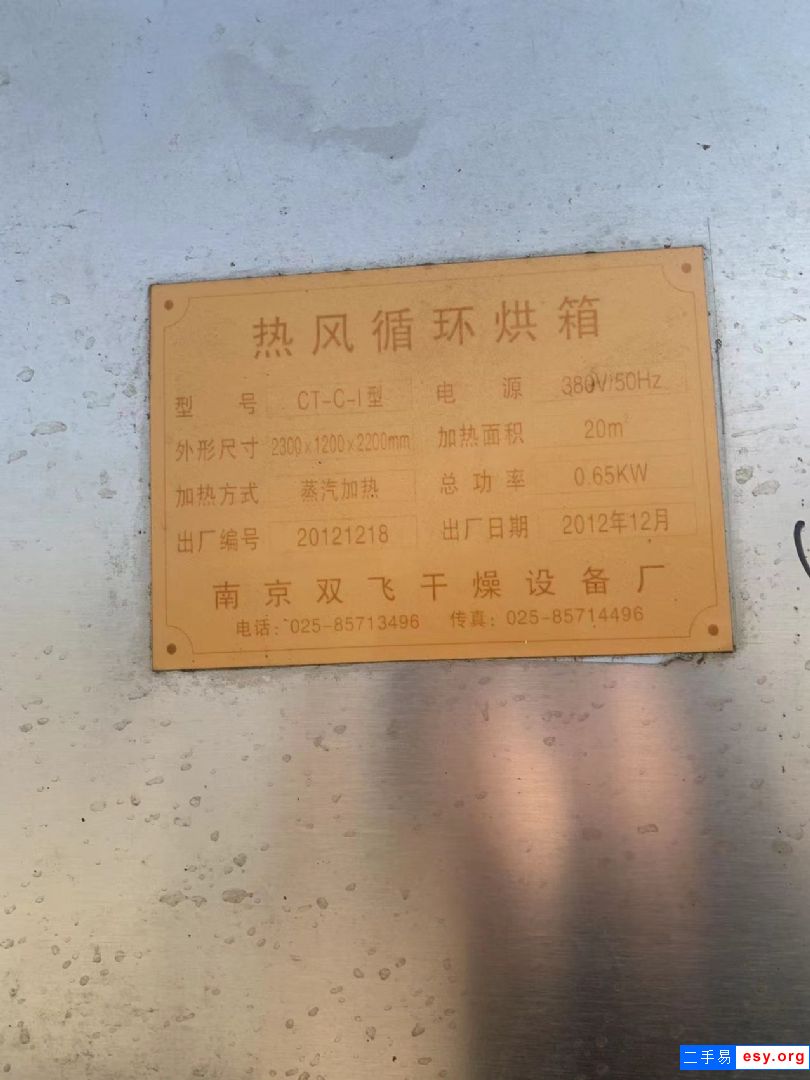 热风循环烘箱
型号 CT-C-I型 电源 380V/50Hz
外形尺寸 2300x1200x2200mm 加热面积 20m²
加热方式 蒸汽加热 总功率 0.65KW
出厂编号 20121218 出厂日期 2012年12月
南京双飞干燥设备厂
电话：025-85713496 传真：025-85714496
二手易 esy.org